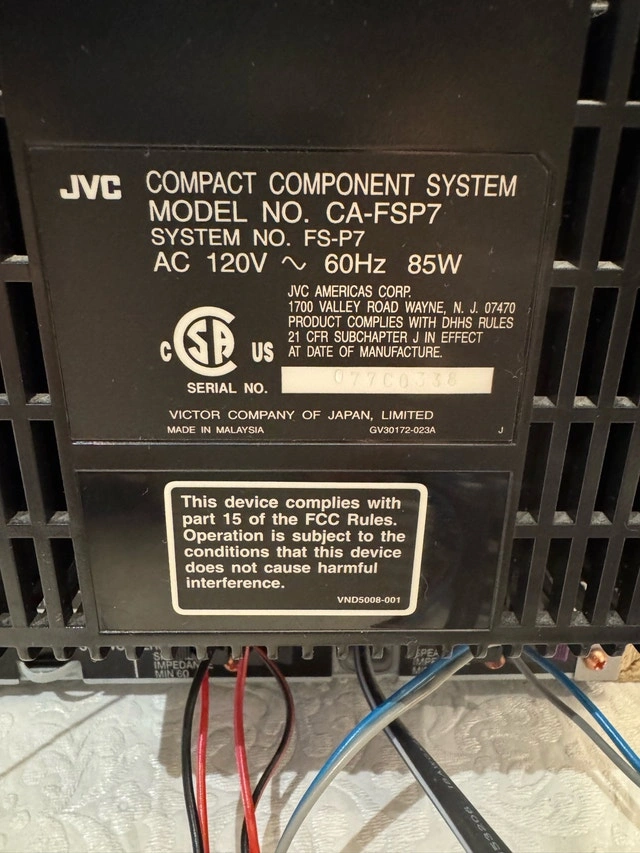 JVC COMPACT COMPONENT SYSTEM
MODEL NO. CA-FSP7
SYSTEM NO. FS-P7
AC 120V ~ 60Hz 85W
JVC AMERICAS CORP.
1700 VALLEY ROAD WAYNE, N. J. 07470
PRODUCT COMPLIES WITH DHHS RULES
21 CFR SUBCHAPTER J IN EFFECT
AT DATE OF MANUFACTURE.
C SA US
SERIAL NO.
VICTOR COMPANY OF JAPAN, LIMITED
MADE IN MALAYSIA GV30172-023A J
This device complies with
part 15 of the FCC Rules.
Operation is subject to the
conditions that this device
does not cause harmful
interference.
VND5008-001